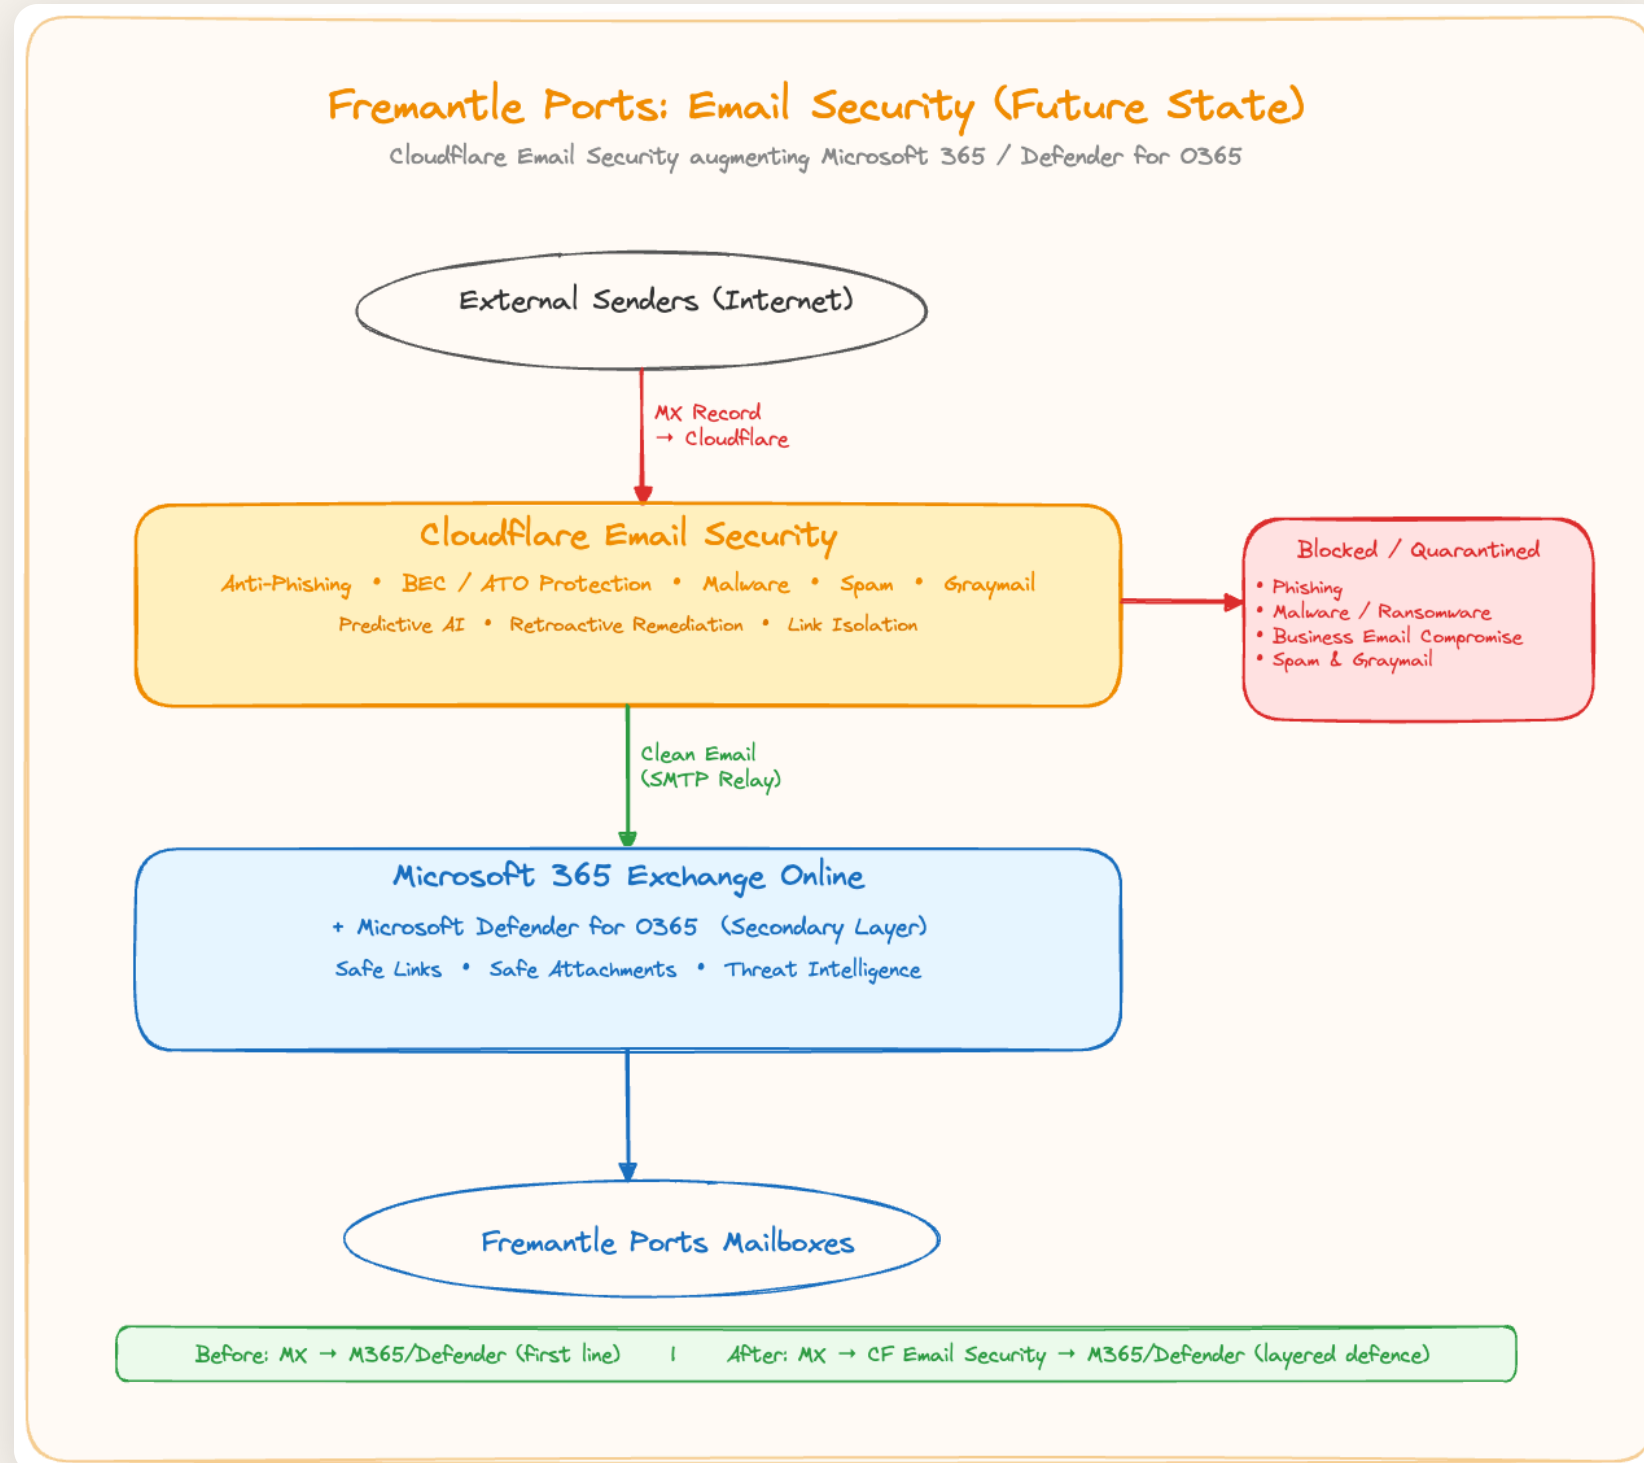 Fremantle Ports: Email Security (Future State)
Cloudflare Email Security augmenting Microsoft 365 / Defender for O365
External Senders (Internet)
MX Record
→ Cloudflare
Cloudflare Email Security
Anti-Phishing • BEC / ATO Protection • Malware • Spam • Graymail
Predictive AI • Retroactive Remediation • Link Isolation
Blocked / Quarantined
• Phishing
• Malware / Ransomware
• Business Email Compromise
• Spam & Graymail
Clean Email
(SMTP Relay)
Microsoft 365 Exchange Online
+ Microsoft Defender for O365 (Secondary Layer)
Safe Links • Safe Attachments • Threat Intelligence
Fremantle Ports Mailboxes
Before: MX → M365/Defender (first line) | After: MX → CF Email Security → M365/Defender (layered defence)